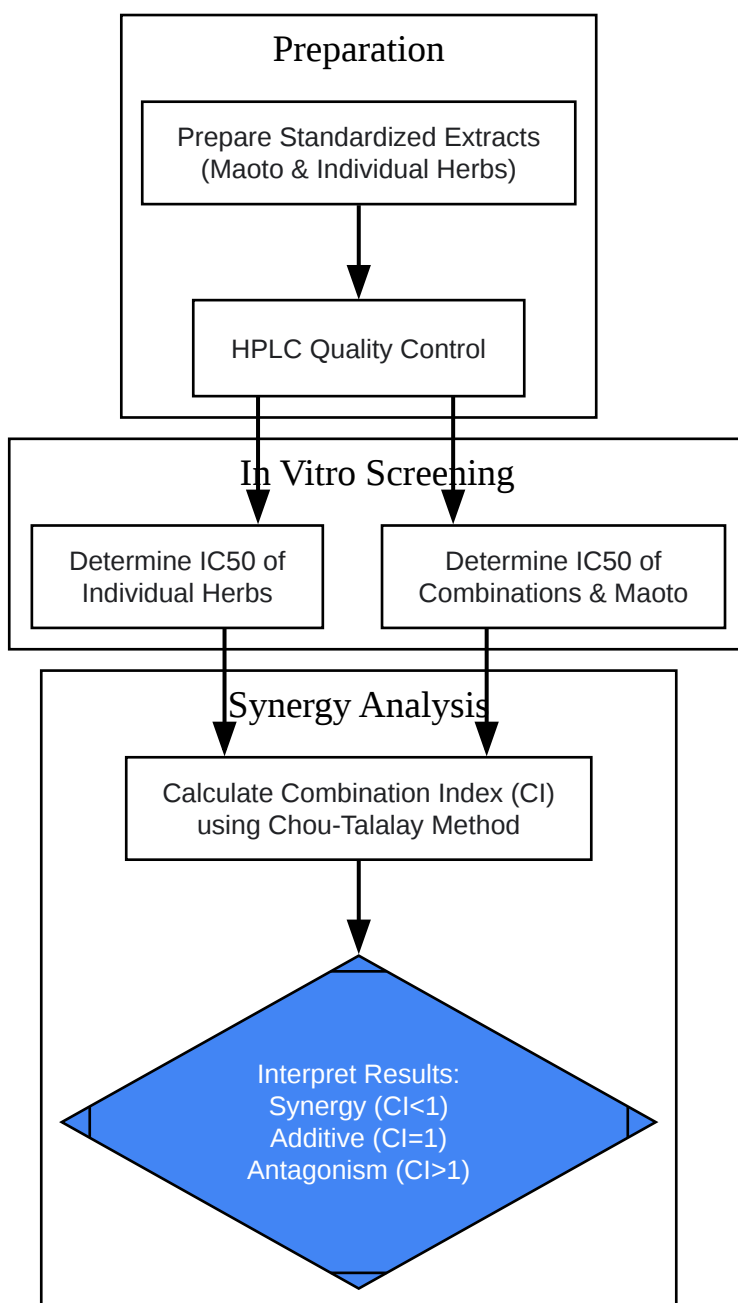 Preparation
Prepare Standardized Extracts
(Maoto & Individual Herbs)
HPLC Quality Control
In Vitro Screening
Determine IC50 of
Individual Herbs
Determine IC50 of
Combinations & Maoto
Synergy Analysis
Calculate Combination Index (CI)
using Chou-Talalay Method
Interpret Results:
Synergy (CI<1)
Additive (CI=1)
Antagonism (CI>1)